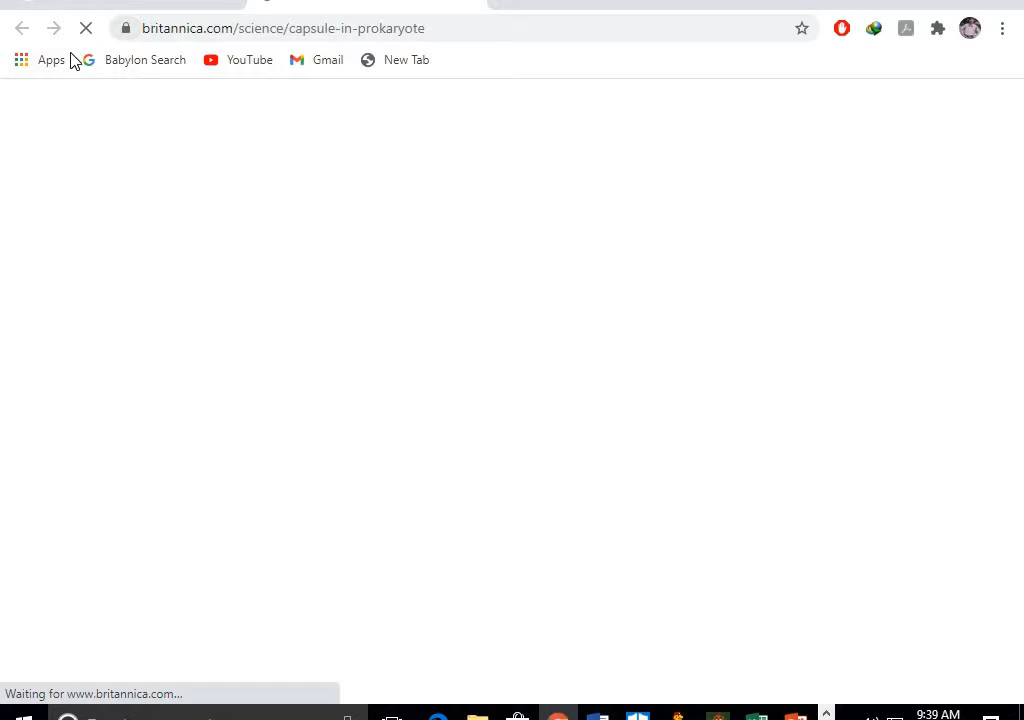 britannica.com/science/capsule-in-prokaryote
Apps Babylon Search YouTube Gmail New Tab
Waiting for www.britannica.com...
9:39 AM